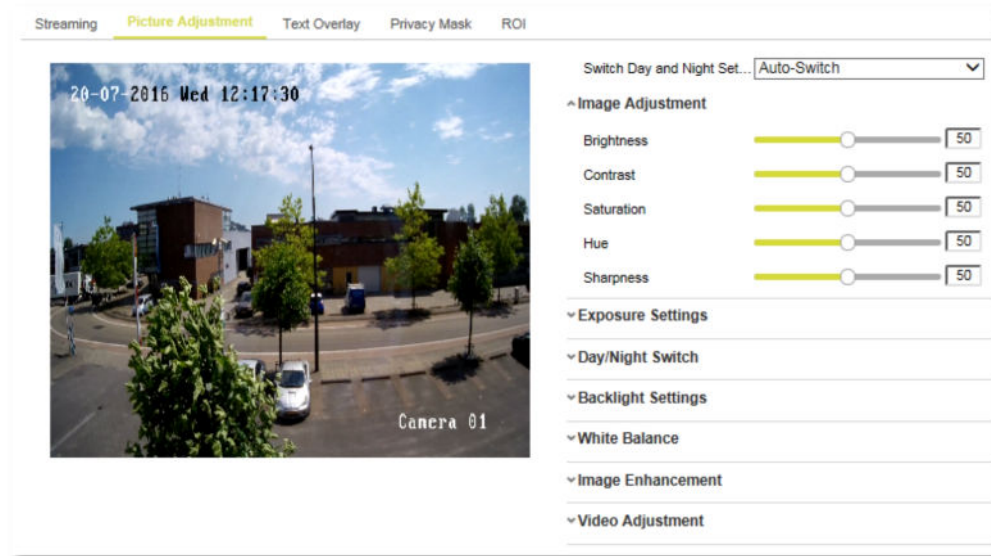 Streaming Picture Adjustment Text Overlay Privacy Mask ROI
20-07-2016 Wed 12:17:30
Camera 01
Switch Day and Night Set... Auto-Switch
Image Adjustment
Brightness 50
Contrast 50
Saturation 50
Hue 50
Sharpness 50
Exposure Settings
Day/Night Switch
Backlight Settings
White Balance
Image Enhancement
Video Adjustment